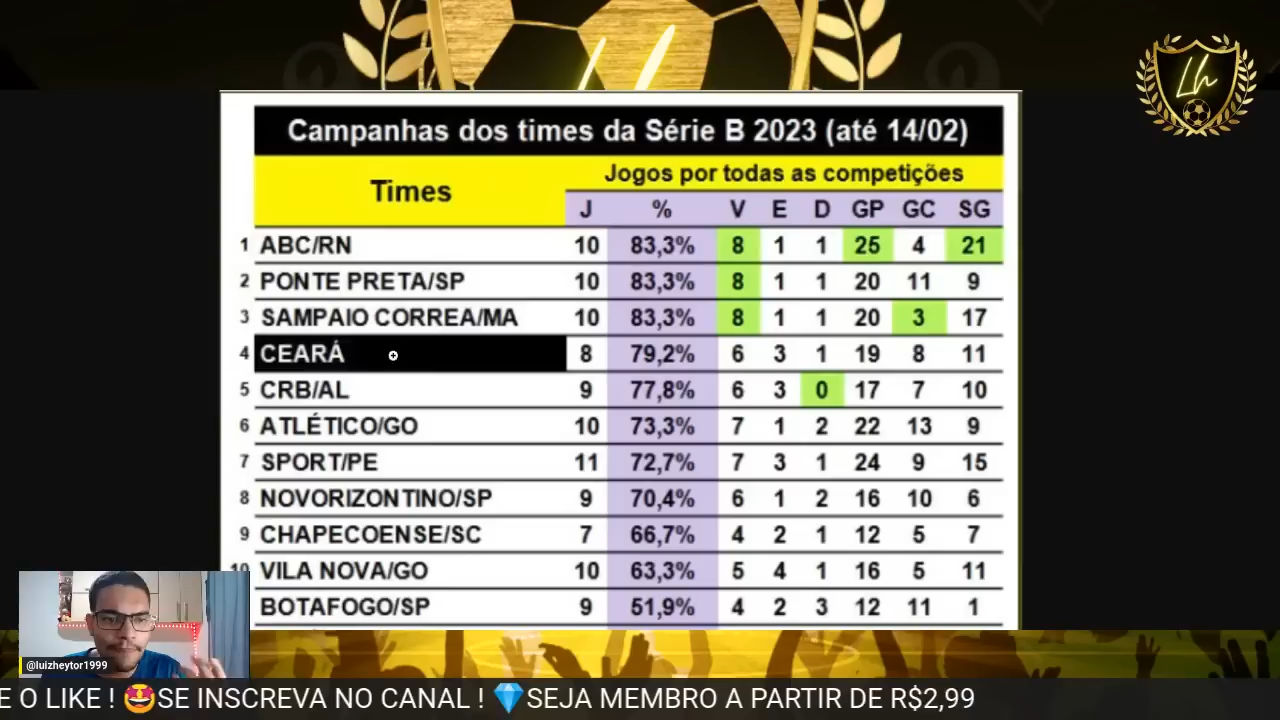 Lh
Campanhas dos times da Série B 2023 (até 14/02)
Times
Jogos por todas as competições
J % V E D GP GC SG
1 ABC/RN 10 83,3% 8 1 1 25 4 21
2 PONTE PRETA/SP 10 83,3% 8 1 1 20 11 9
3 SAMPAIO CORREA/MA 10 83,3% 8 1 1 20 3 17
4 CEARÁ 8 79,2% 6 3 1 19 8 11
5 CRB/AL 9 77,8% 6 3 0 17 7 10
6 ATLÉTICO/GO 10 73,3% 7 1 2 22 13 9
7 SPORT/PE 11 72,7% 7 3 1 24 9 15
8 NOVORIZONTINO/SP 9 70,4% 6 1 2 16 10 6
9 CHAPECOENSE/SC 7 66,7% 4 2 1 12 5 7
10 VILA NOVA/GO 10 63,3% 5 4 1 16 5 11
BOTAFOGO/SP 9 51,9% 4 2 3 12 11 1
@luizheytor1999
E O LIKE ! 🤩SE INSCREVA NO CANAL ! 💎SEJA MEMBRO A PARTIR DE R$2,99